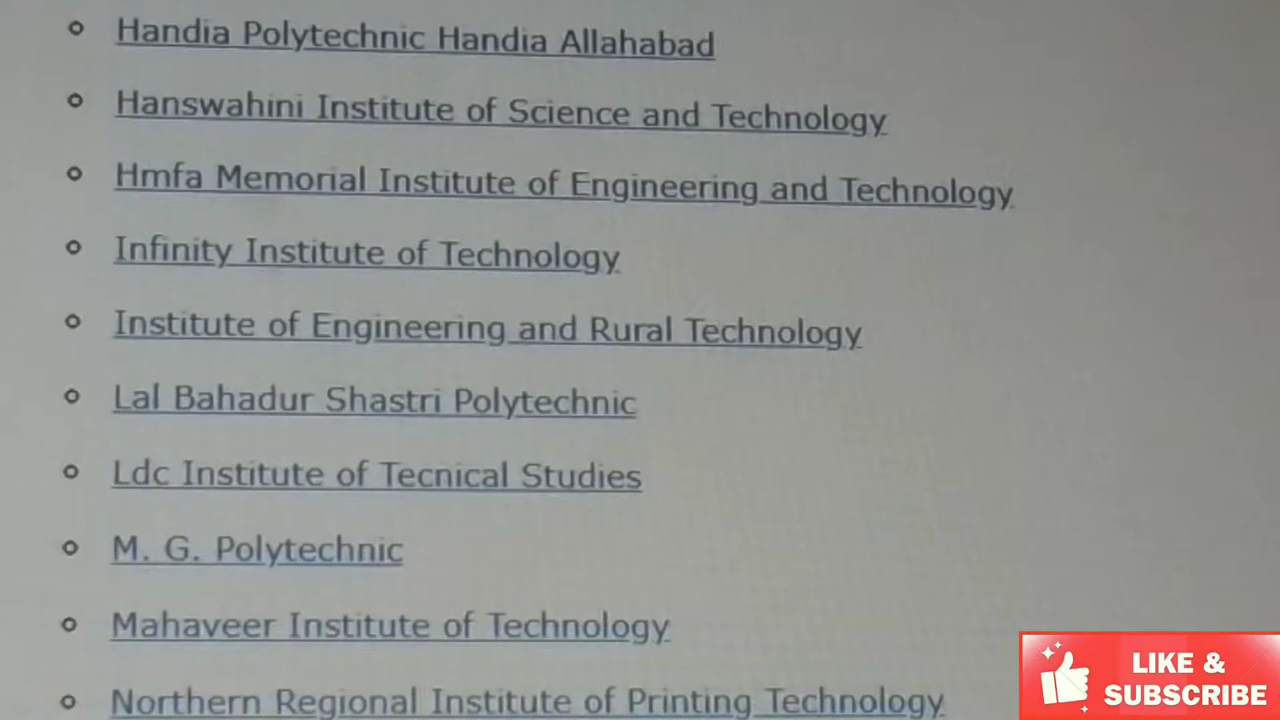 Handia Polytechnic Handia Allahabad
Hanswahini Institute of Science and Technology
Hmfa Memorial Institute of Engineering and Technology
Infinity Institute of Technology
Institute of Engineering and Rural Technology
Lal Bahadur Shastri Polytechnic
Ldc Institute of Tecnical Studies
M. G. Polytechnic
Mahaveer Institute of Technology
Northern Regional Institute of Printing Technology
LIKE &
SUBSCRIBE